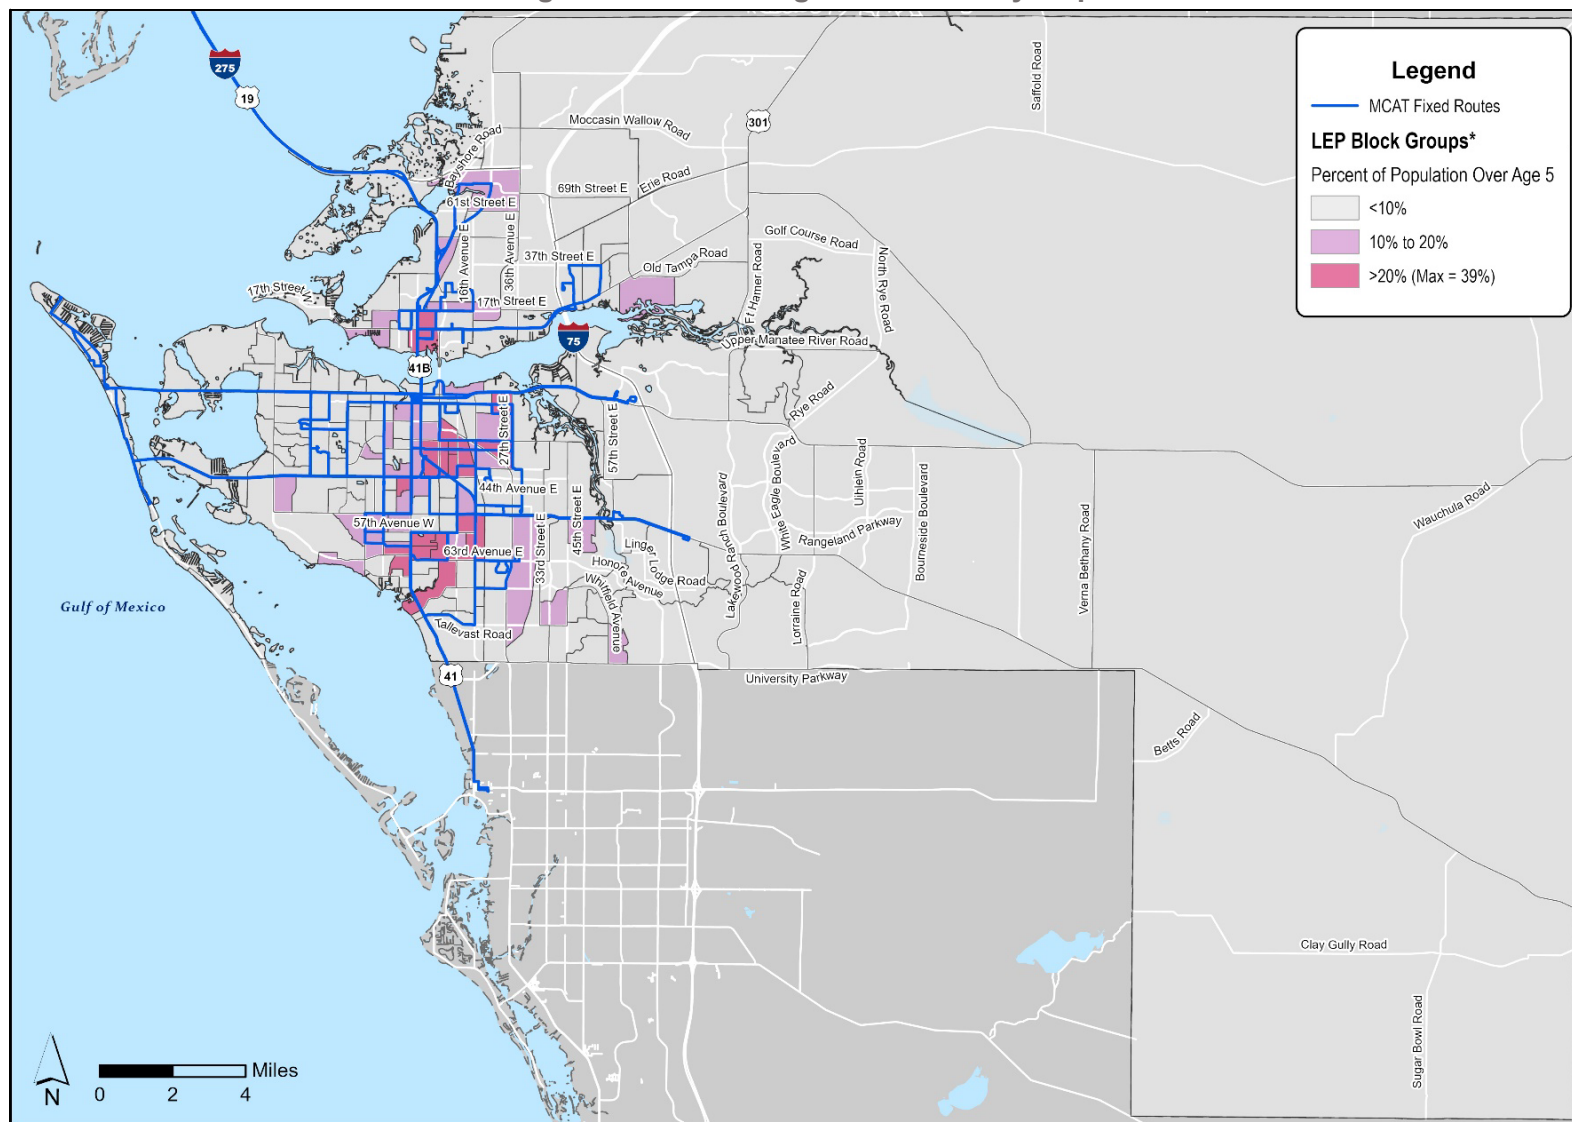 Legend
MCAT Fixed Routes
LEP Block Groups*
Percent of Population Over Age 5
<10%
10% to 20%
>20% (Max = 39%)
275
19
301
Saffold Road
Moccasin Wallow Road
Bayshore Road
69th Street E
Erie Road
61st Street E
16th Avenue E
36th Avenue E
37th Street E
Old Tampa Road
Golf Course Road
Ft Hamer Road
North Rye Road
17th Street N
17th Street E
75
Upper Manatee River Road
41B
Rye Road
27th Street E
57th Street E
44th Avenue E
45th Street E
33rd Street E
57th Avenue W
63rd Avenue E
Linger Lodge Road
Honore Avenue
Whitfield Avenue
Lakewood Ranch Boulevard
White Eagle Boulevard
Uihlein Road
Rangeland Parkway
Bourneside Boulevard
Lorraine Road
Verna Bethany Road
Wauchula Road
Gulf of Mexico
Tallevast Road
41
University Parkway
Betts Road
Clay Gully Road
Sugar Bowl Road
N
0 2 4 Miles